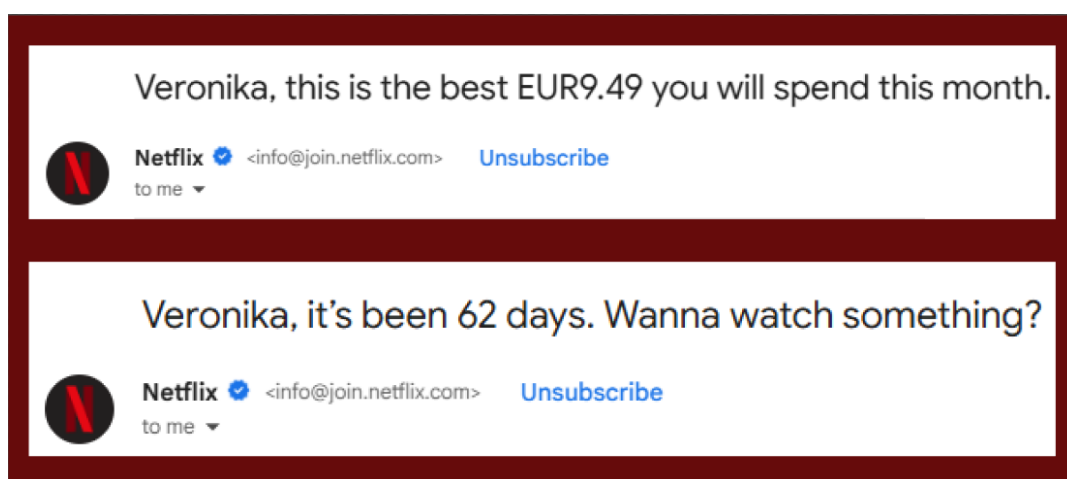 Veronika, this is the best EUR9.49 you will spend this month.
Netflix <info@join.netflix.com> Unsubscribe
to me
Veronika, it’s been 62 days. Wanna watch something?
Netflix <info@join.netflix.com> Unsubscribe
to me